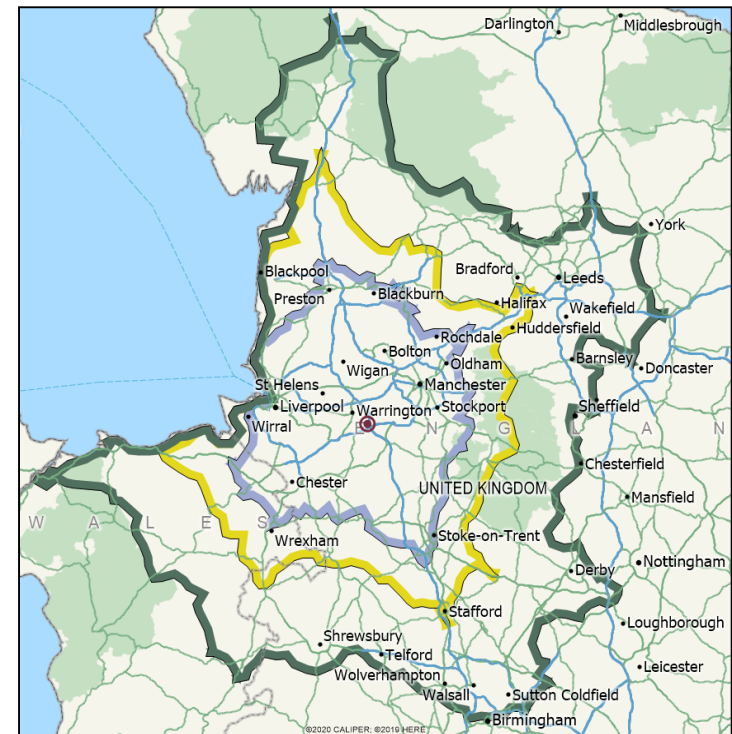 Darlington
Middlesbrough
York
Blackpool
Bradford
Leeds
Preston
Blackburn
Halifax
Wakefield
Huddersfield
Rochdale
Bolton
Barnsley
Wigan
Oldham
Doncaster
St Helens
Manchester
Liverpool
Warrington
Stockport
Sheffield
Wirral
E N G L A N
Chesterfield
Chester
UNITED KINGDOM
Mansfield
W A L E S
Wrexham
Stoke-on-Trent
Nottingham
Derby
Stafford
Loughborough
Shrewsbury
Telford
Leicester
Wolverhampton
Walsall
Sutton Coldfield
Birmingham
©2020 CALIPER; ©2019 HERE